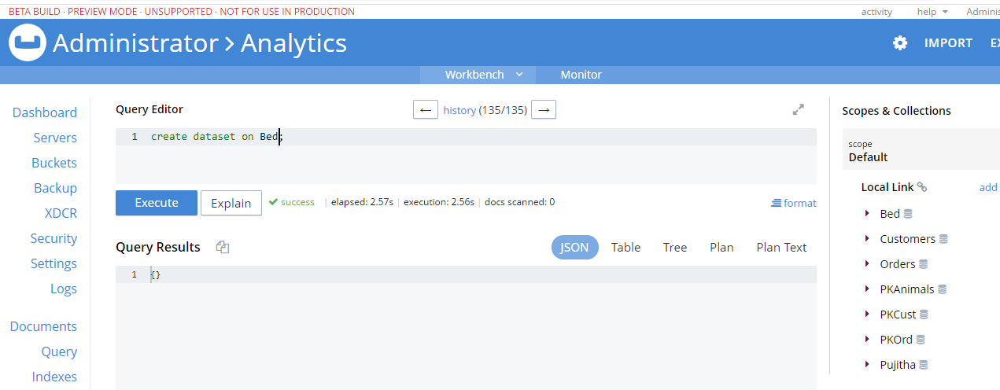 BETA BUILD · PREVIEW MODE · UNSUPPORTED · NOT FOR USE IN PRODUCTION
activity help Adminis
Administrator > Analytics
IMPORT EX
Workbench Monitor
Dashboard
Servers
Buckets
Backup
XDCR
Security
Settings
Logs
Documents
Query
Indexes
Query Editor
← history (135/135) →
1 create dataset on Bed;
Execute Explain success | elapsed: 2.57s | execution: 2.56s | docs scanned: 0 format
Query Results JSON Table Tree Plan Plan Text
1 {}
Scopes & Collections
scope
Default
Local Link add
Bed
Customers
Orders
PKAnimals
PKCust
PKOrd
Pujitha